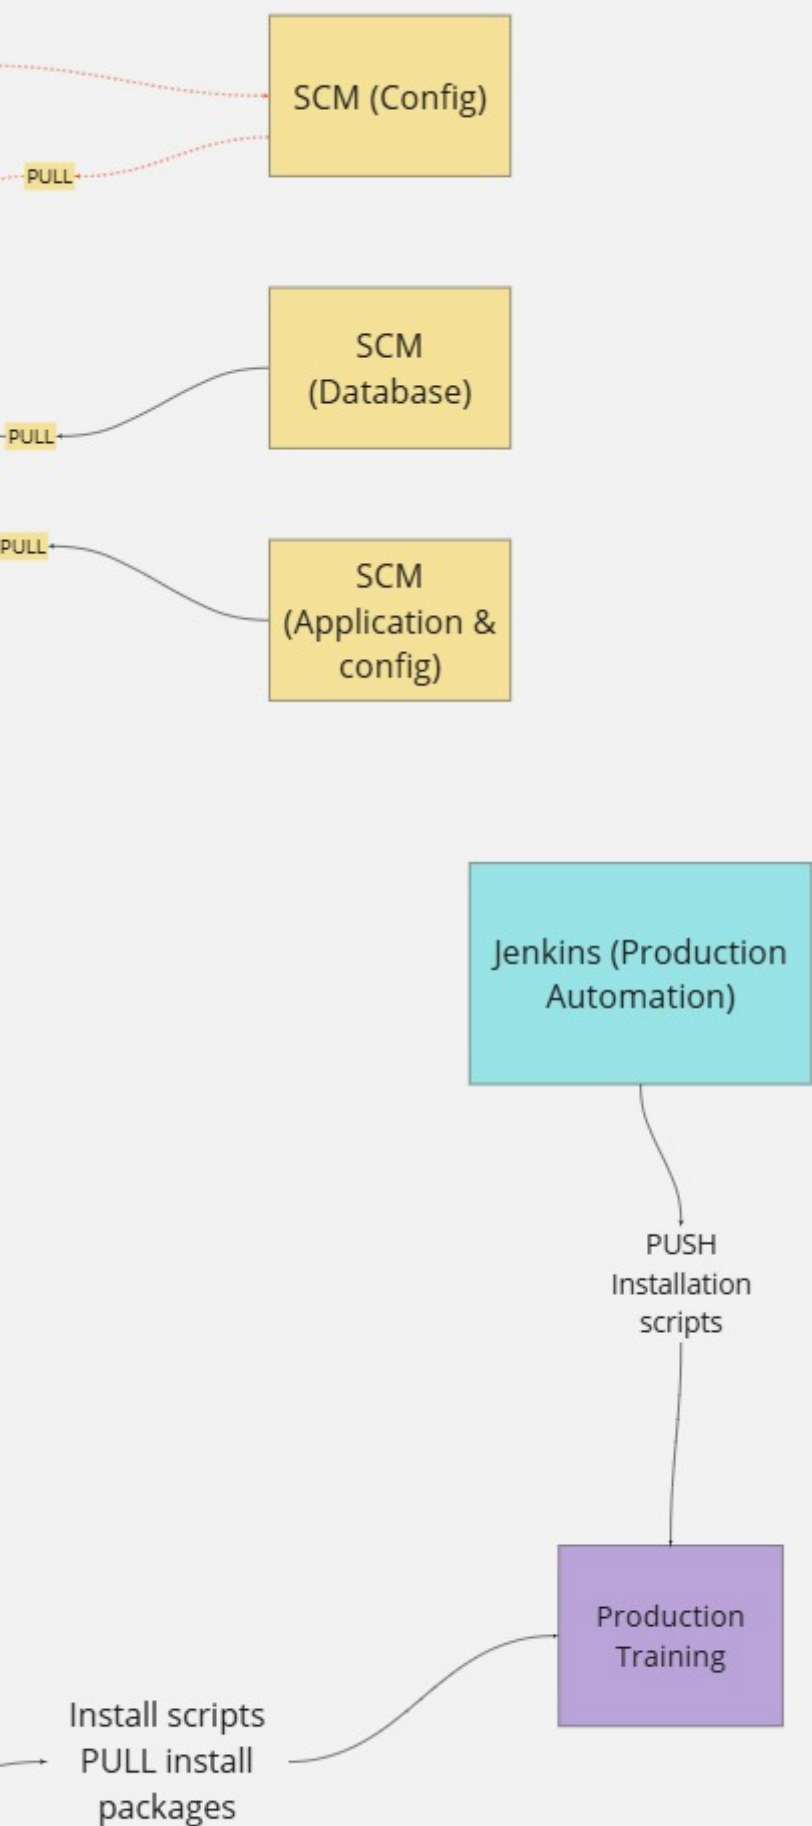 SCM (Config)
PULL
SCM
(Database)
PULL
PULL
SCM
(Application &
config)
Jenkins (Production
Automation)
PUSH
Installation
scripts
Production
Training
Install scripts
PULL install
packages